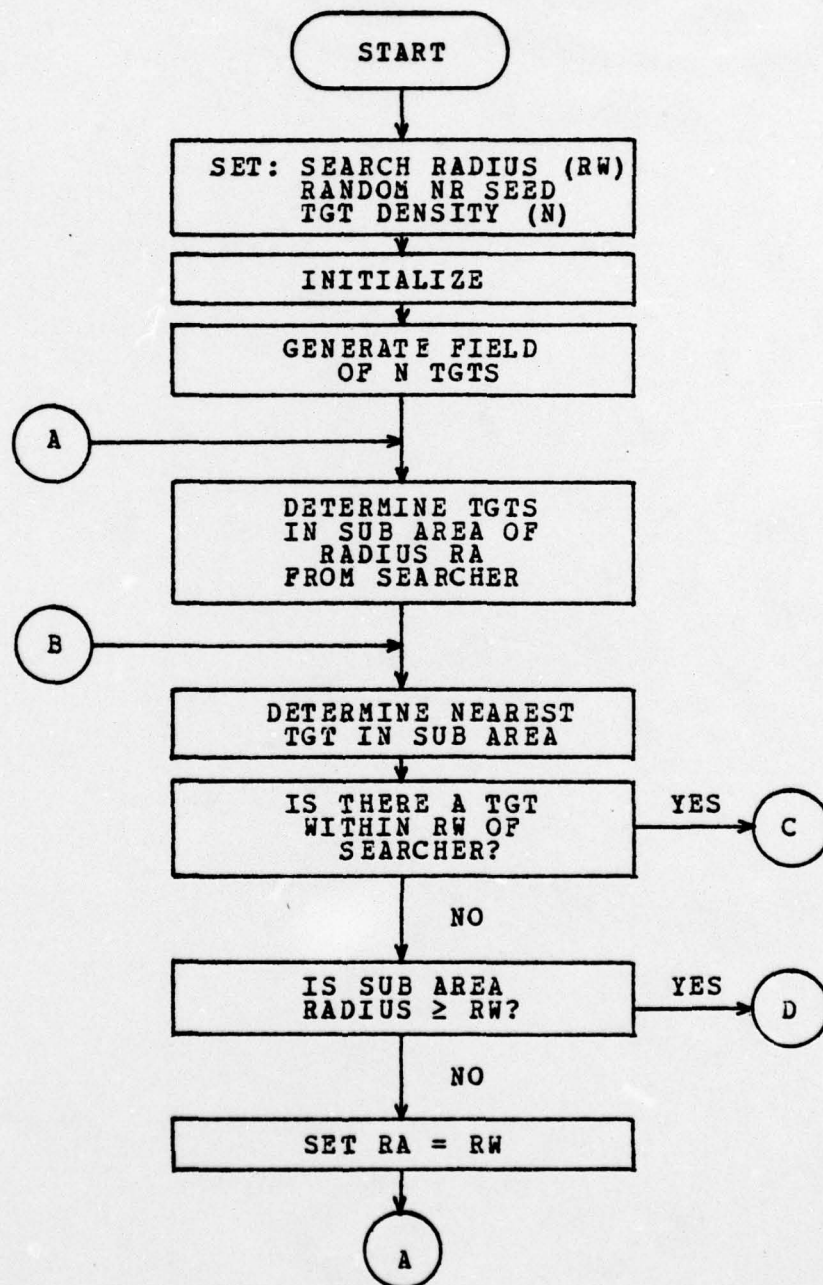 START
SET: SEARCH RADIUS (RW)
RANDOM NR SEED
TGT DENSITY (N)
INITIALIZE
GENERATE FIELD
OF N TGTS
A
DETERMINE TGTS
IN SUB AREA OF
RADIUS RA
FROM SEARCHER
B
DETERMINE NEAREST
TGT IN SUB AREA
IS THERE A TGT
WITHIN RW OF
SEARCHER?
YES
C
NO
IS SUB AREA
RADIUS ≥ RW?
YES
D
NO
SET RA = RW
A